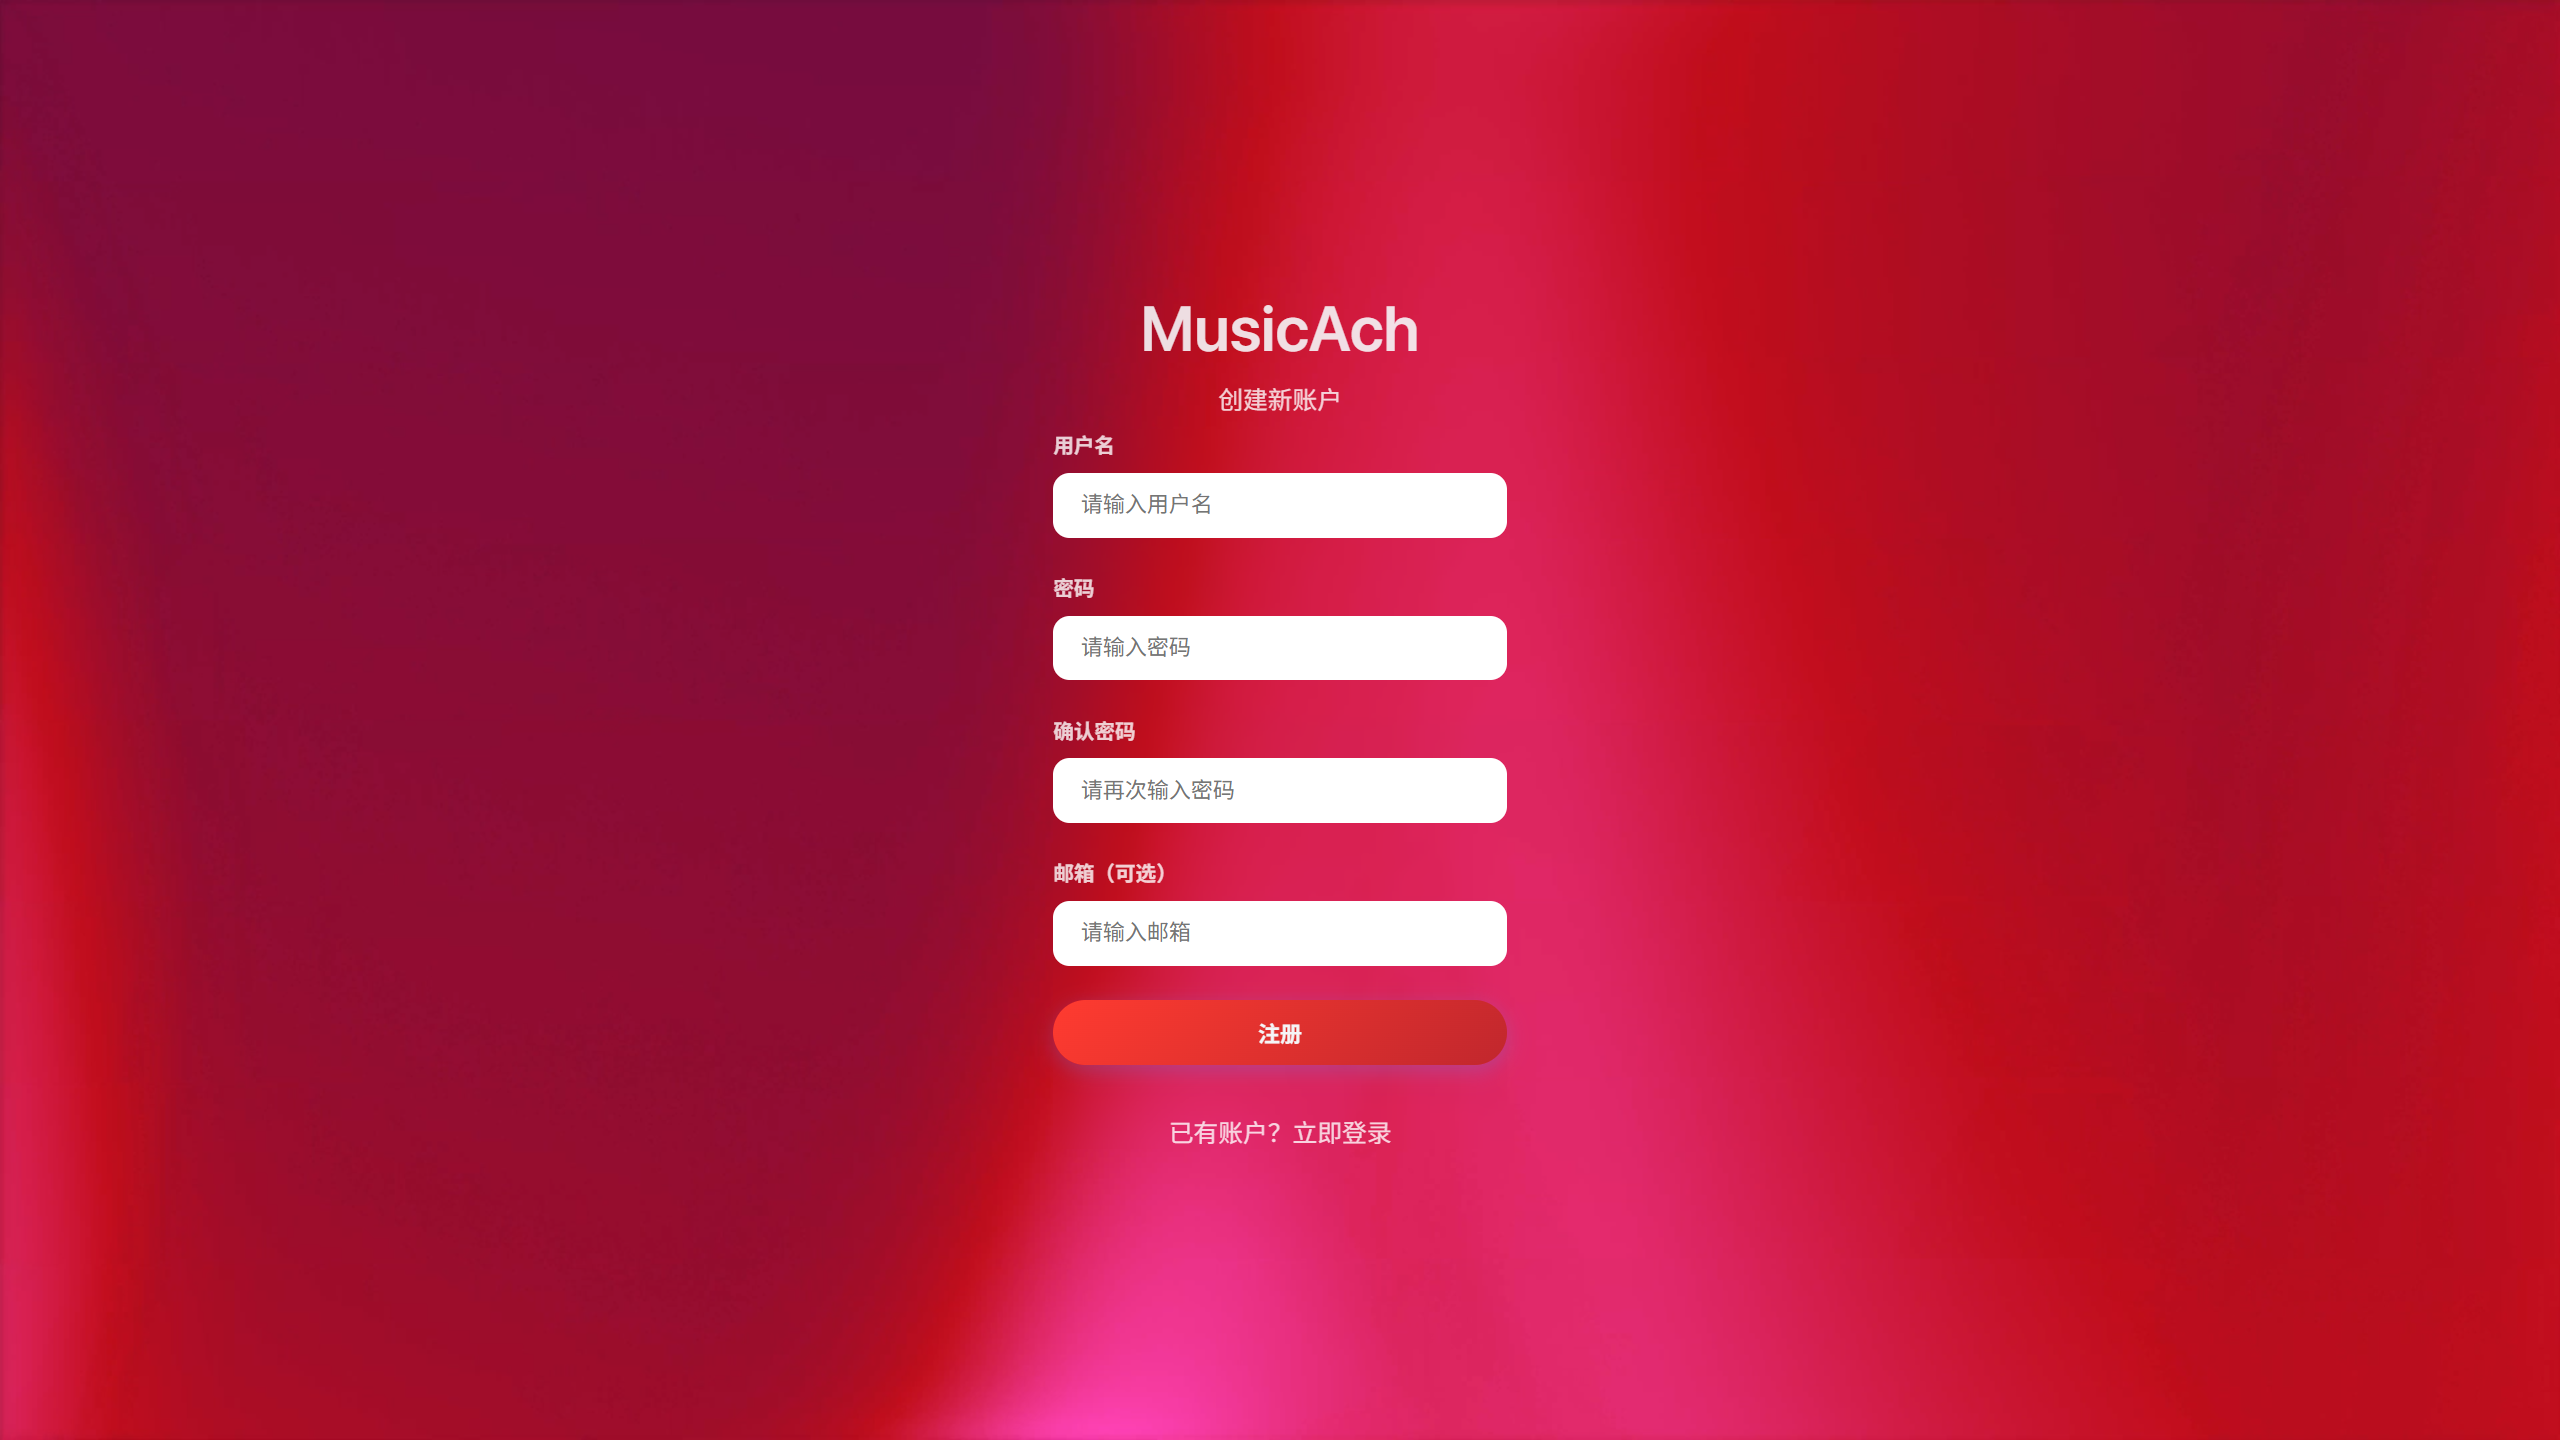 MusicAch
创建新账户
用户名
请输入用户名
密码
请输入密码
确认密码
请再次输入密码
邮箱（可选）
请输入邮箱
注册
已有账户？立即登录